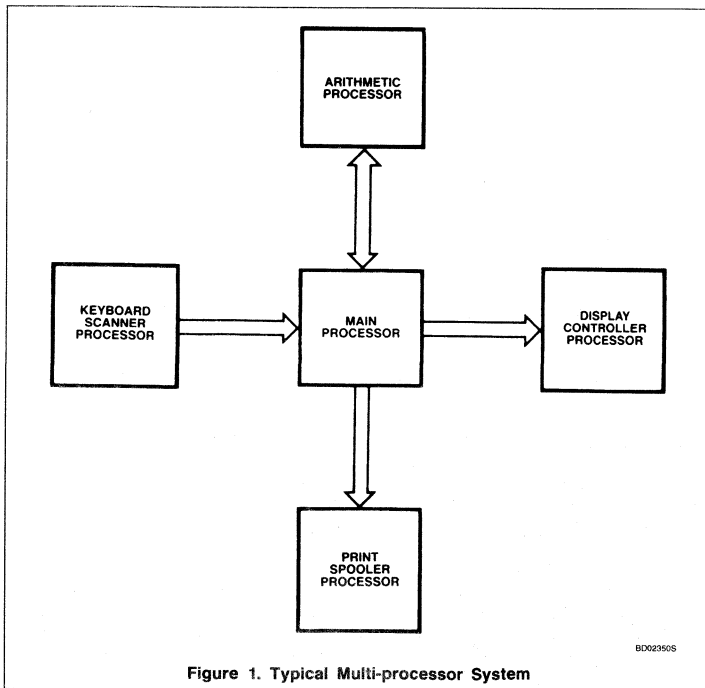 ARITHMETIC
PROCESSOR
KEYBOARD
SCANNER
PROCESSOR
MAIN
PROCESSOR
DISPLAY
CONTROLLER
PROCESSOR
PRINT
SPOOLER
PROCESSOR
BD02350S
Figure 1. Typical Multi-processor System